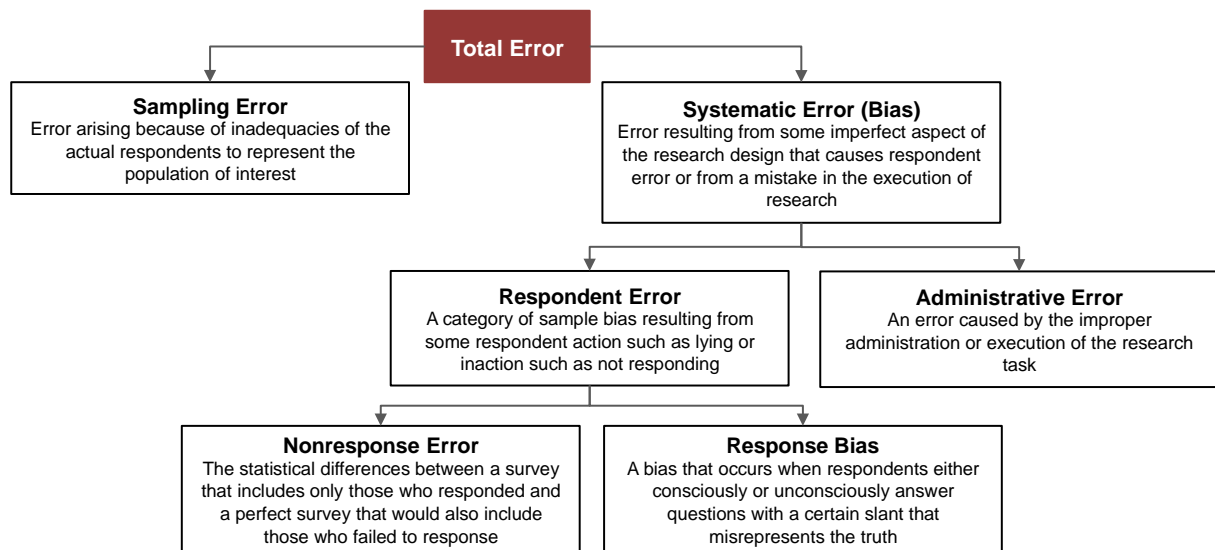 Total Error
Sampling Error
Error arising because of inadequacies of the
actual respondents to represent the
population of interest
Systematic Error (Bias)
Error resulting from some imperfect aspect of
the research design that causes respondent
error or from a mistake in the execution of
research
Respondent Error
A category of sample bias resulting from
some respondent action such as lying or
inaction such as not responding
Administrative Error
An error caused by the improper
administration or execution of the research
task
Nonresponse Error
The statistical differences between a survey
that includes only those who responded and
a perfect survey that would also include
those who failed to response
Response Bias
A bias that occurs when respondents either
consciously or unconsciously answer
questions with a certain slant that
misrepresents the truth